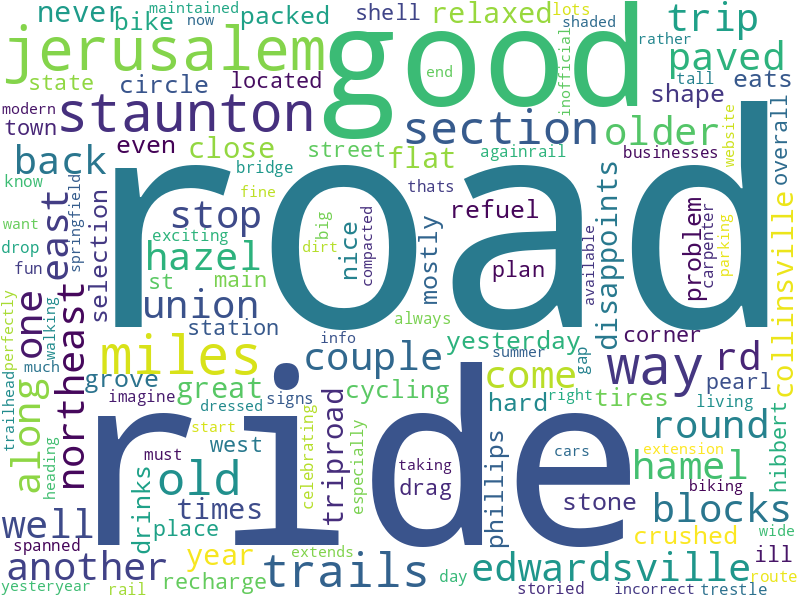 never
maintained
now
bike
packed
shell
relaxed
lots
shaded
rather
trip
jerusalem
good
inofficial
paved
state
circle
located
end
tall
eats
modern
town
staunton
section
shape
older
website
overall
even
close
street
flat
againrail
businesses
back
bridge
thats
road
know
springfield
selection
fine
stop
refuel
disappoints
problem
carpenter
parking
want
east
exciting
hazel
dirt
big
nice
compacted
mostly
plan
available
collinsville
drop
fun
st
main
union
station
always
yesterday
corner
perfectly
one
walking
northeast
miles
info
couple
summer
come
gap
way
rd
much
grove
imagine
great
dressed
signs
cycling
hard
right
tires
living
pearl
trailhead
along
heading
must
start
west
celebrating
triproad
especially
ride
round
hibbert
old
taking
drag
phillips
cars
extension
hamel
biking
well
drinks
times
place
stone
blocks
wide
spanned
another
year
crushed
ill
yesteryear
rail
recharge
extends
trails
day
edwardsville
storied
incorrect
trestle
route